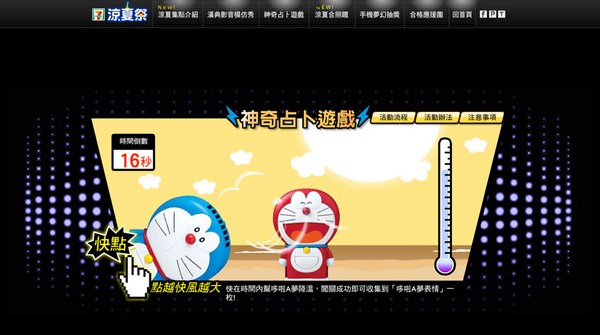 7
涼夏祭
NEW!
涼夏集點介紹
漢典影音模仿秀
神奇占卜遊戲
NEW!
涼夏合照趣
手機夢幻抽獎
合格應援團
回首頁
f P T
神奇占卜遊戲
活動流程
活動辦法
注意事項
時間倒數
16秒
快點
點越快風越大
快在時間內幫哆啦A夢降溫，闖關成功即可收集到「哆啦A夢表情」一
枚!